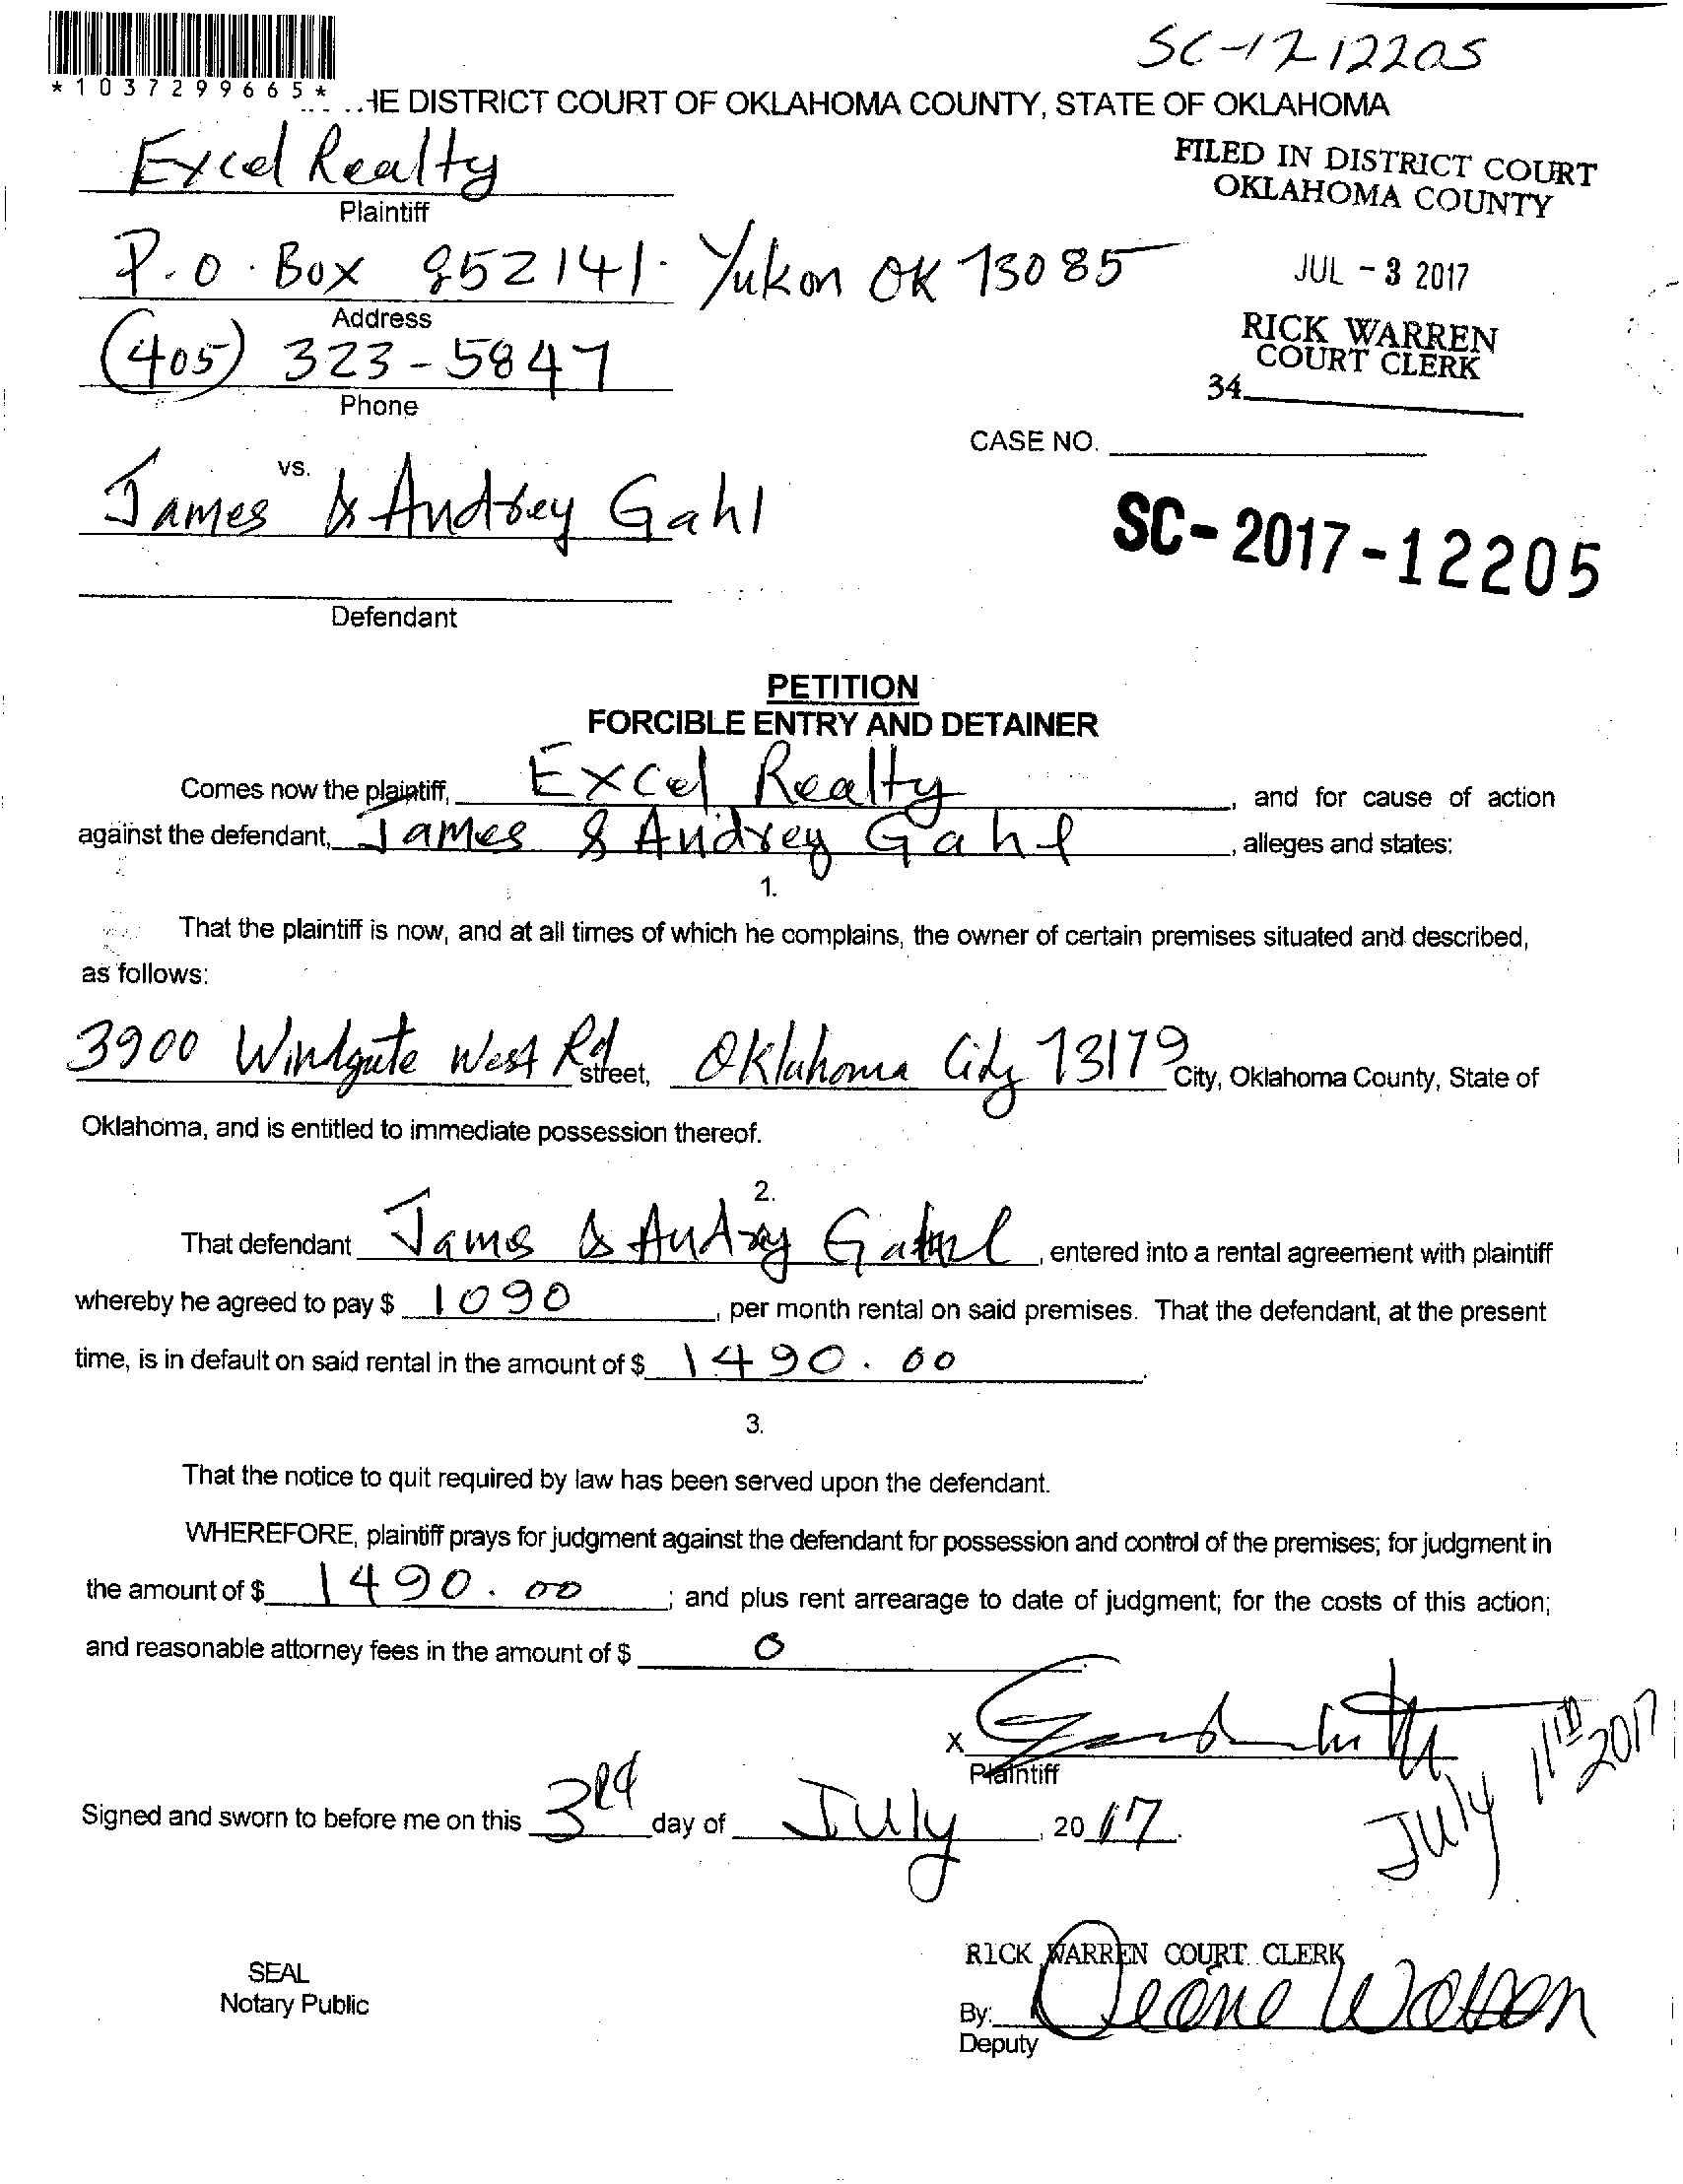 SC-17 12205
*1037299665*
HE DISTRICT COURT OF OKLAHOMA COUNTY, STATE OF OKLAHOMA
Excel Realty
Plaintiff
FILED IN DISTRICT COURT
OKLAHOMA COUNTY
P.O. Box 852141. Yukon OK 73085
Address
JUL - 3 2017
(405) 323-5847
Phone
RICK WARREN
COURT CLERK
34
CASE NO.
vs.
James & Audrey Gahl
SC-2017-12205
Defendant
PETITION
FORCIBLE ENTRY AND DETAINER
Comes now the plaintiff, Excel Realty, and for cause of action
against the defendant, James & Audrey Gahl, alleges and states:
1.
That the plaintiff is now, and at all times of which he complains, the owner of certain premises situated and described,
as follows:
3900 Windgate West Rd street, Oklahoma City 73179 City, Oklahoma County, State of
Oklahoma, and is entitled to immediate possession thereof.
2.
That defendant James & Audrey Gahl, entered into a rental agreement with plaintiff
whereby he agreed to pay $ 1090, per month rental on said premises. That the defendant, at the present
time, is in default on said rental in the amount of $ 1490.00.
3.
That the notice to quit required by law has been served upon the defendant.
WHEREFORE, plaintiff prays for judgment against the defendant for possession and control of the premises; for judgment in
the amount of $ 1490.00; and plus rent arrearage to date of judgment; for the costs of this action;
and reasonable attorney fees in the amount of $ 0
X
Plaintiff
July 11th 2017
Signed and sworn to before me on this 3rd day of July, 2017.
SEAL
Notary Public
RICK WARREN COURT CLERK
By: Deone Watson
Deputy